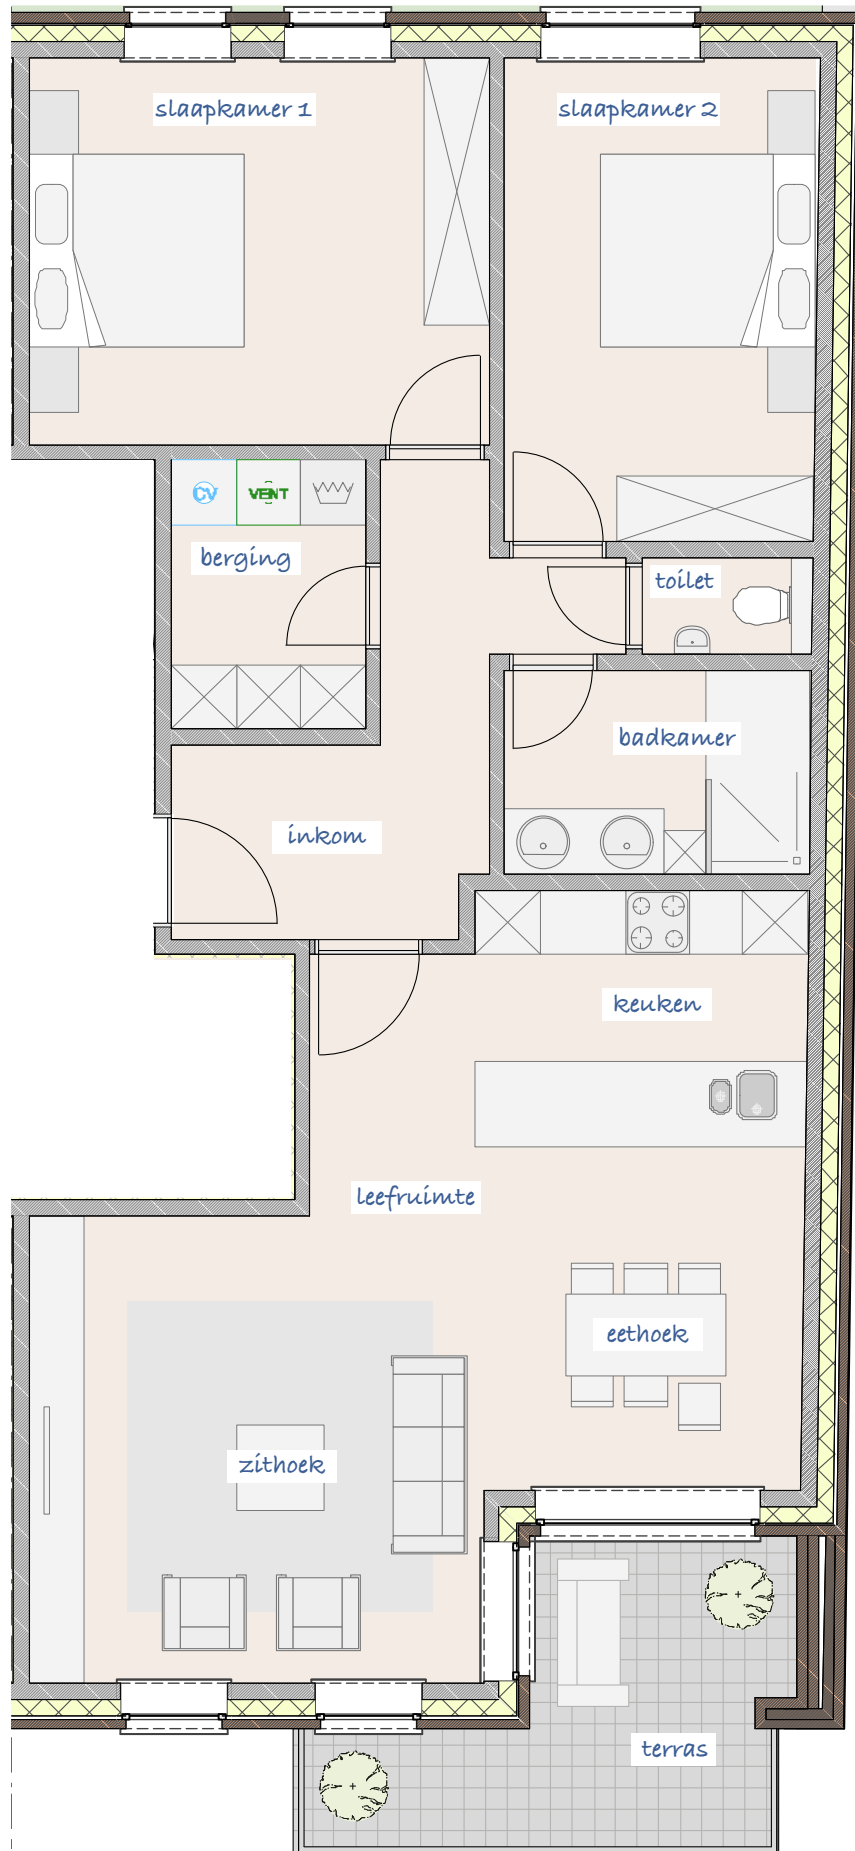 slaapkamer 1
slaapkamer 2
CV
VENT
berging
toilet
badkamer
inkom
keuken
leefruimte
eethoek
zithoek
terras